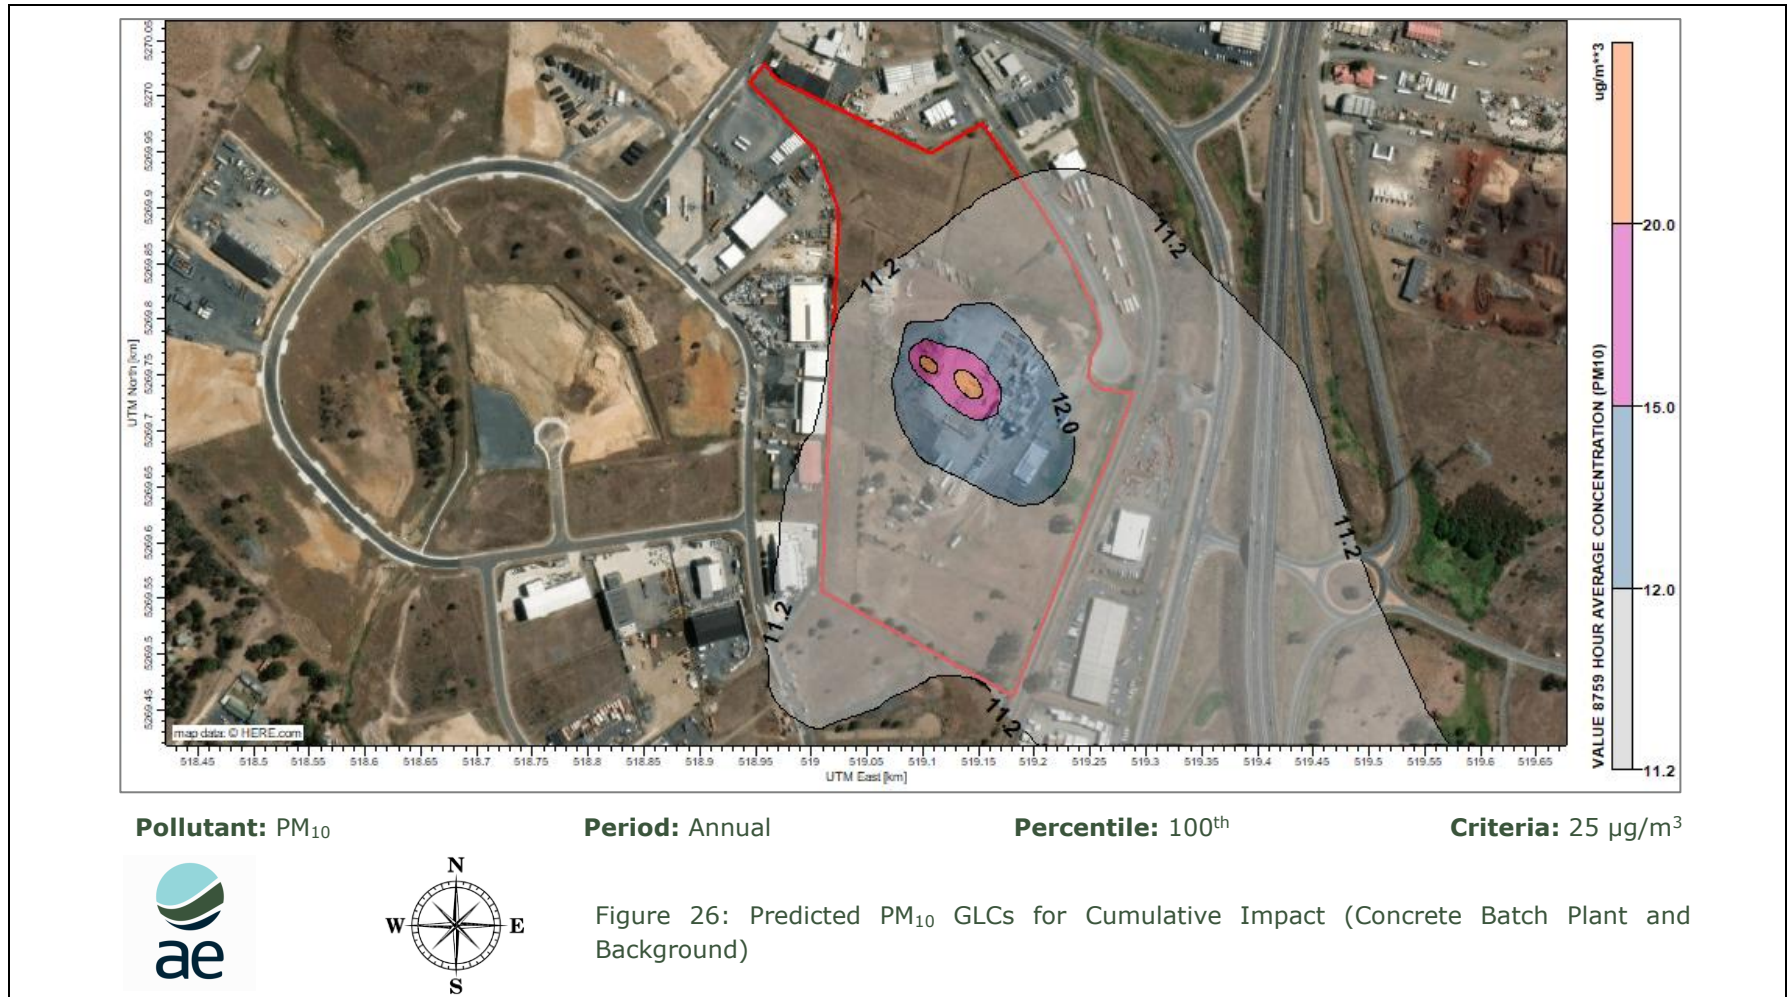 5270.05
5270
5269.95
5269.9
5269.85
5269.8
5269.75
5269.7
5269.65
5269.6
5269.55
5269.5
5269.45
UTM North [km]
11.2
11.2
12.0
11.2
11.2
11.2
map data: © HERE.com
518.45 518.5 518.55 518.6 518.65 518.7 518.75 518.8 518.85 518.9 518.95 519 519.05 519.1 519.15 519.2 519.25 519.3 519.35 519.4 519.45 519.5 519.55 519.6 519.65
UTM East [km]
ug/m**3
VALUE 8759 HOUR AVERAGE CONCENTRATION (PM10)
20.0
15.0
12.0
11.2
Pollutant: PM10 Period: Annual Percentile: 100th Criteria: 25 µg/m3
ae
N
W E
S
Figure 26: Predicted PM10 GLCs for Cumulative Impact (Concrete Batch Plant and
Background)